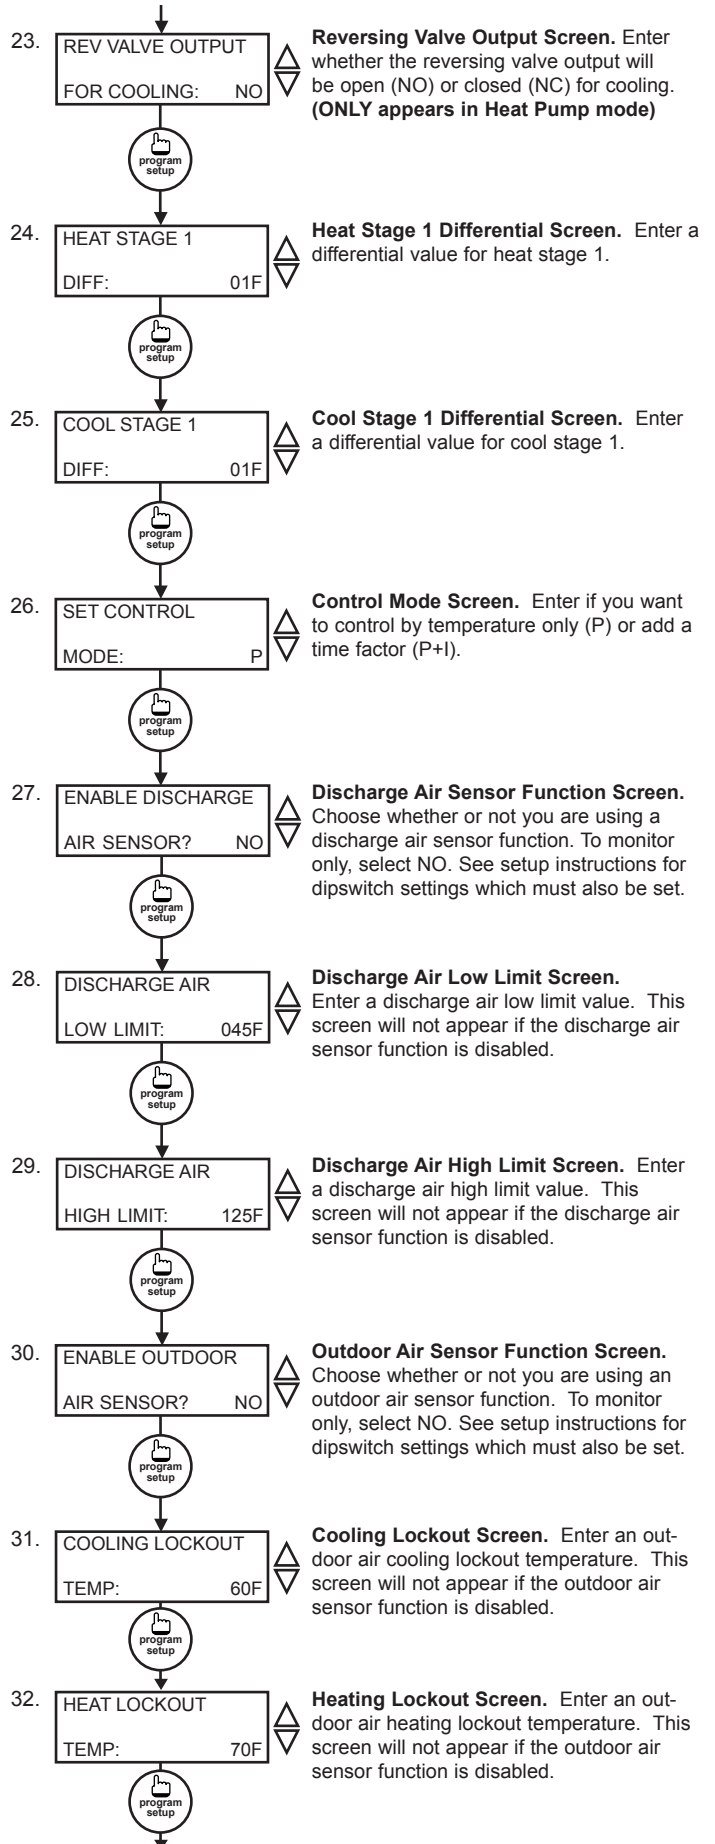 23.
REV VALVE OUTPUT
FOR COOLING: NO
Reversing Valve Output Screen. Enter
whether the reversing valve output will
be open (NO) or closed (NC) for cooling.
(ONLY appears in Heat Pump mode)
program
setup
24.
HEAT STAGE 1
DIFF: 01F
Heat Stage 1 Differential Screen. Enter a
differential value for heat stage 1.
program
setup
25.
COOL STAGE 1
DIFF: 01F
Cool Stage 1 Differential Screen. Enter
a differential value for cool stage 1.
program
setup
26.
SET CONTROL
MODE: P
Control Mode Screen. Enter if you want
to control by temperature only (P) or add a
time factor (P+I).
program
setup
27.
ENABLE DISCHARGE
AIR SENSOR? NO
Discharge Air Sensor Function Screen.
Choose whether or not you are using a
discharge air sensor function. To monitor
only, select NO. See setup instructions for
dipswitch settings which must also be set.
program
setup
28.
DISCHARGE AIR
LOW LIMIT: 045F
Discharge Air Low Limit Screen.
Enter a discharge air low limit value. This
screen will not appear if the discharge air
sensor function is disabled.
program
setup
29.
DISCHARGE AIR
HIGH LIMIT: 125F
Discharge Air High Limit Screen. Enter
a discharge air high limit value. This
screen will not appear if the discharge air
sensor function is disabled.
program
setup
30.
ENABLE OUTDOOR
AIR SENSOR? NO
Outdoor Air Sensor Function Screen.
Choose whether or not you are using an
outdoor air sensor function. To monitor
only, select NO. See setup instructions for
dipswitch settings which must also be set.
program
setup
31.
COOLING LOCKOUT
TEMP: 60F
Cooling Lockout Screen. Enter an out-
door air cooling lockout temperature. This
screen will not appear if the outdoor air
sensor function is disabled.
program
setup
32.
HEAT LOCKOUT
TEMP: 70F
Heating Lockout Screen. Enter an out-
door air heating lockout temperature. This
screen will not appear if the outdoor air
sensor function is disabled.
program
setup